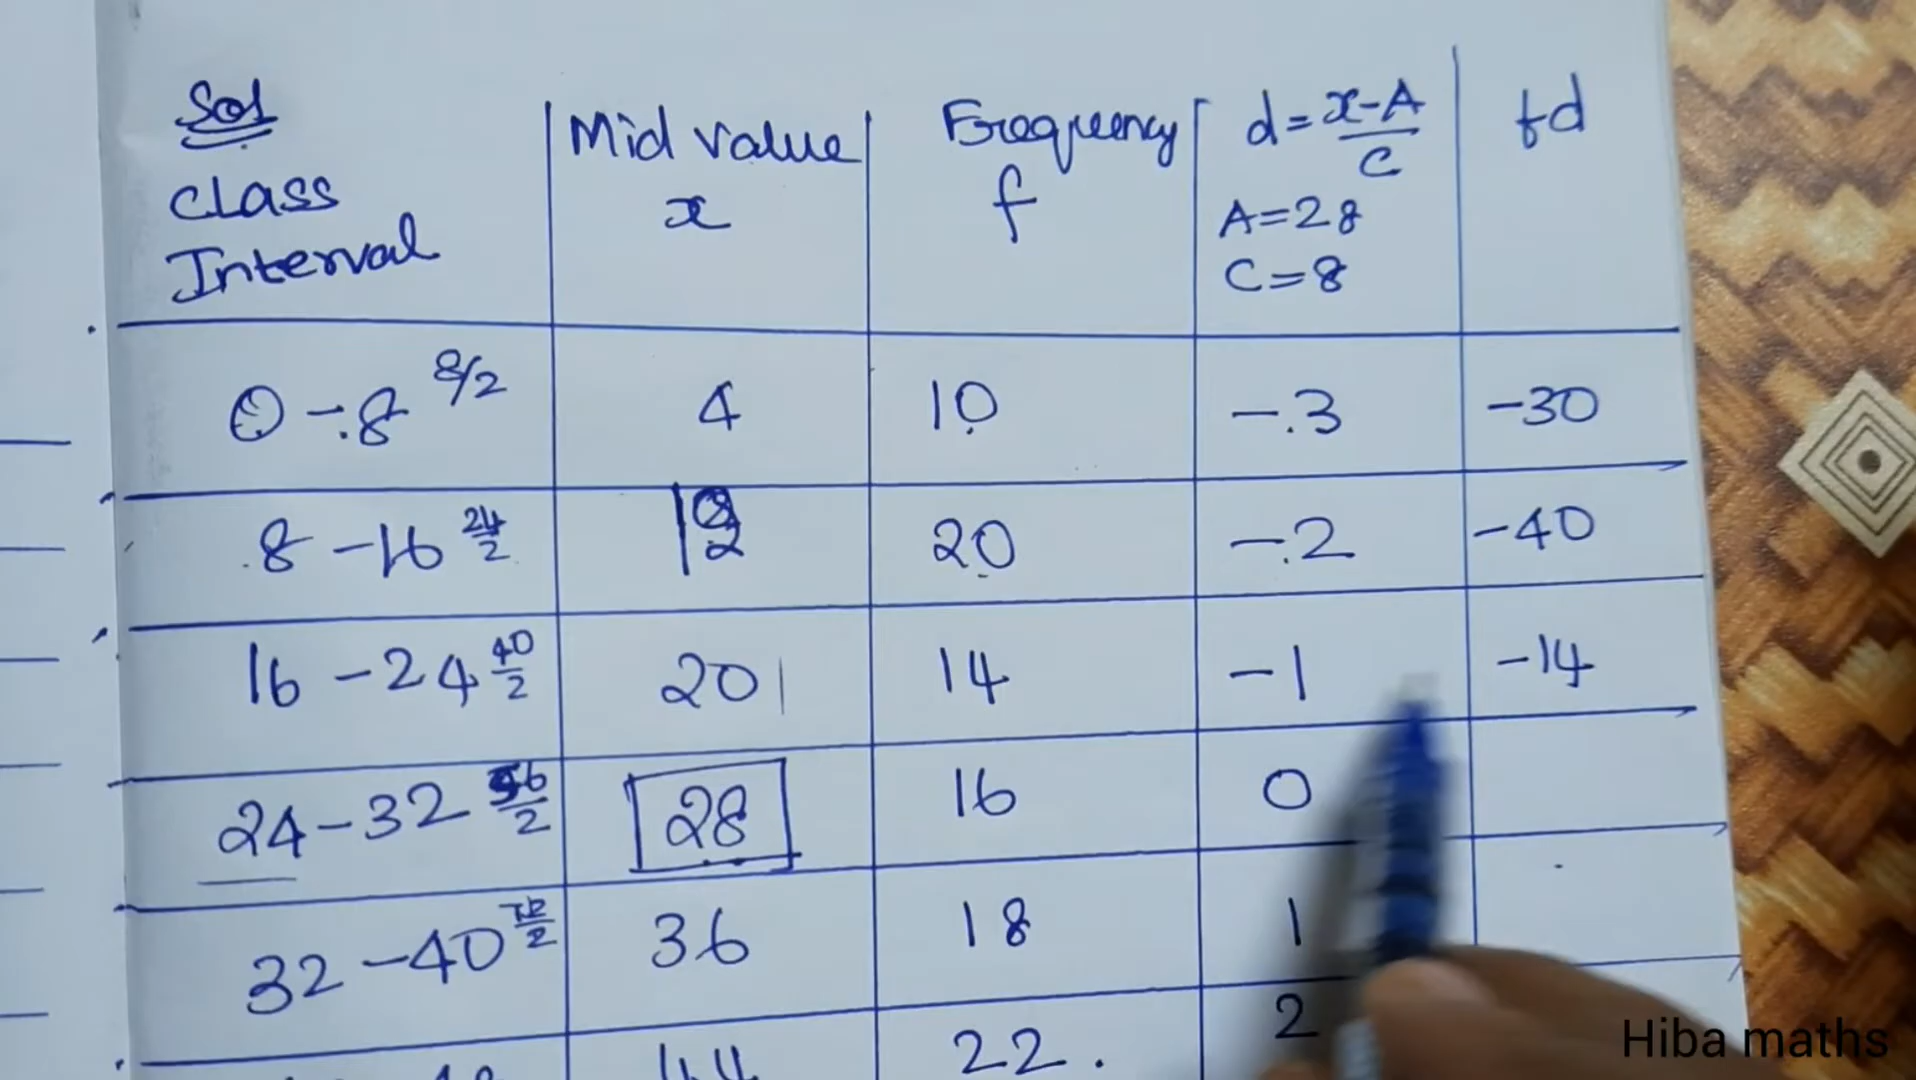 Sol
Class Interval | Mid value x | Frequency f | d = x-A / C A=28 C=8 | fd
0 - 8 8/2 | 4 | 10 | -3 | -30
8 - 16 24/2 | 12 | 20 | -2 | -40
16 - 24 40/2 | 20 | 14 | -1 | -14
24 - 32 56/2 | 28 | 16 | 0
32 - 40 72/2 | 36 | 18 | 1
44 | 22 | 2
Hiba maths